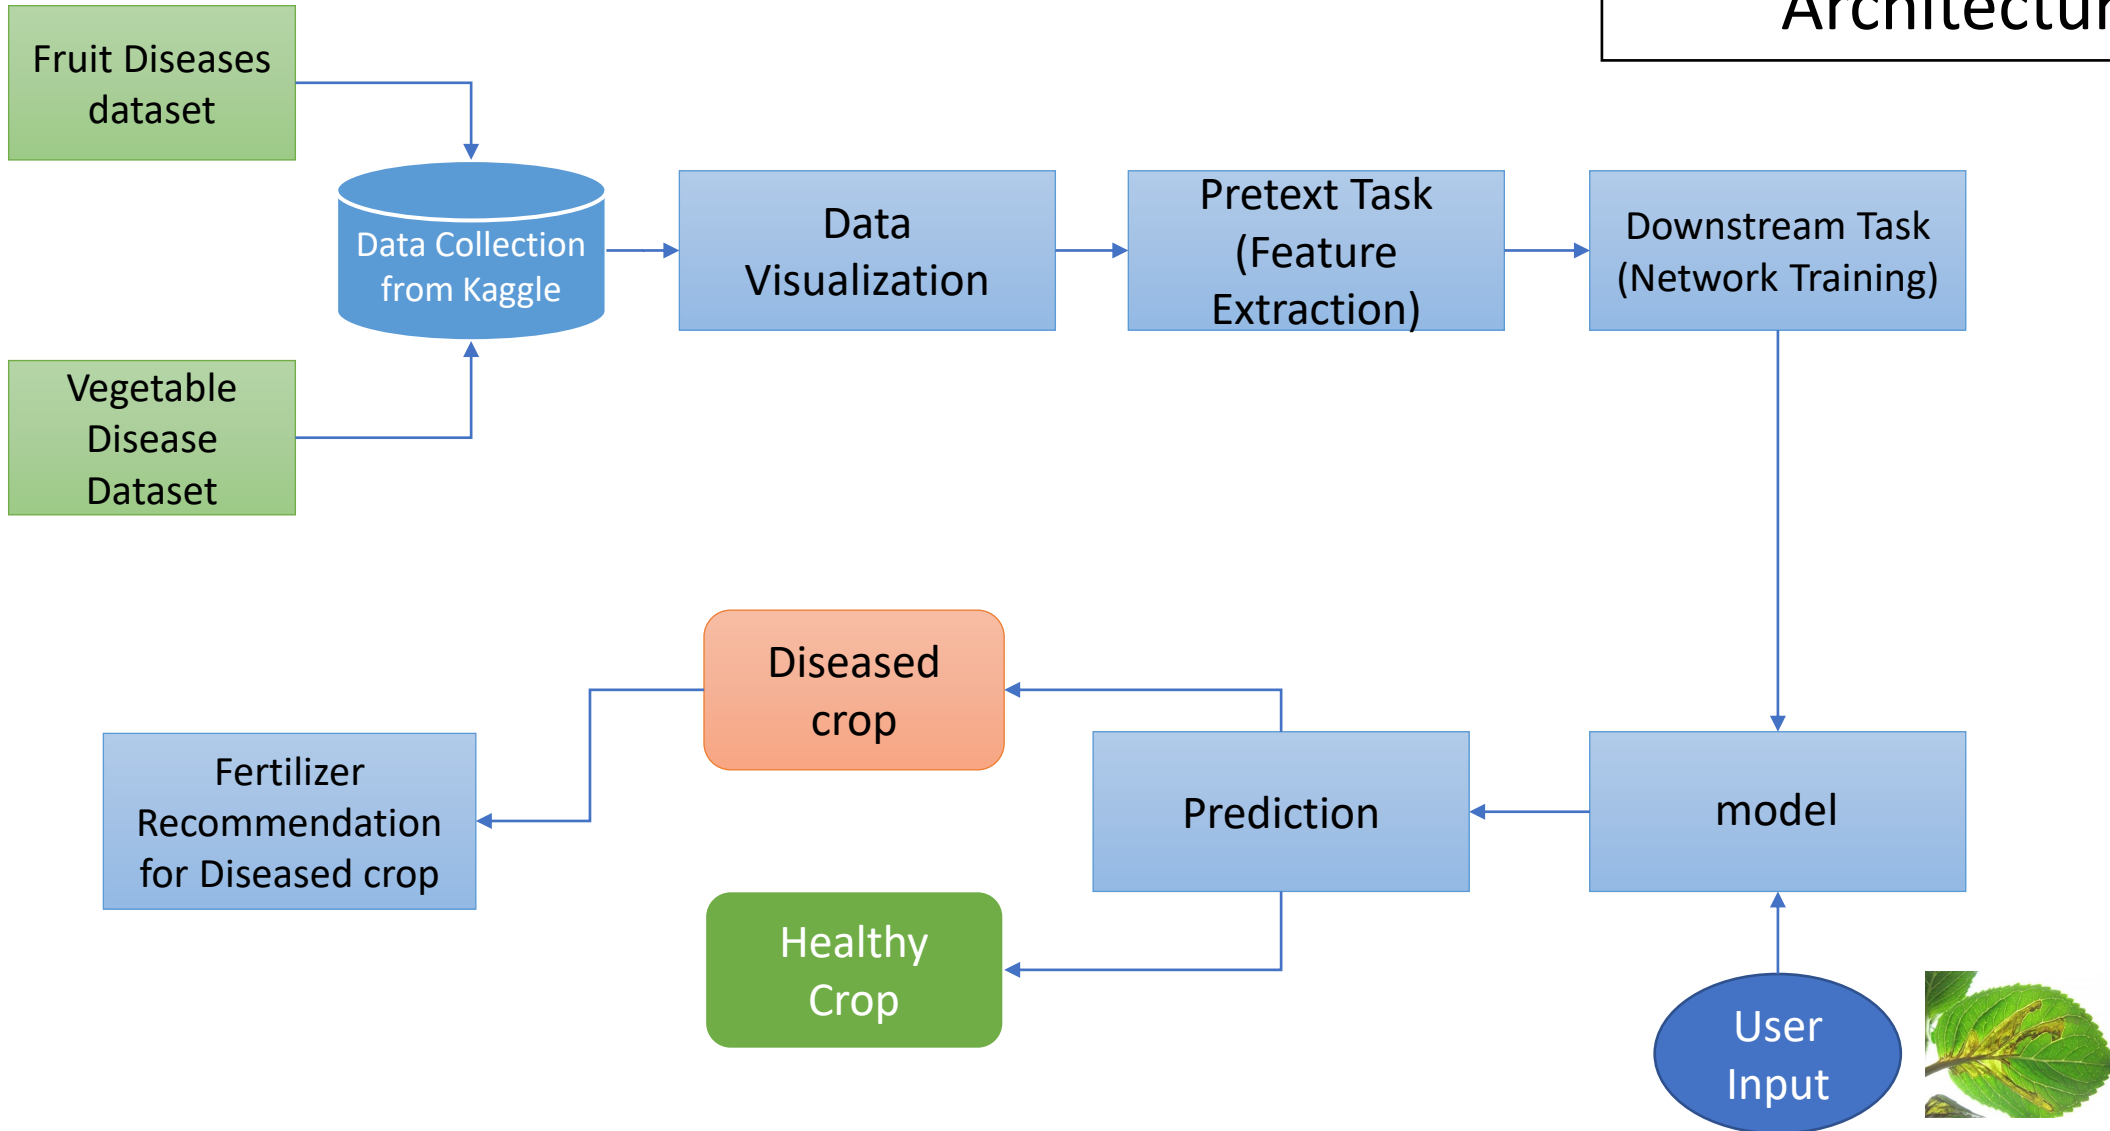 Fruit Diseases
dataset
Data Collection
from Kaggle
Vegetable
Disease
Dataset
Data
Visualization
Pretext Task
(Feature
Extraction)
Downstream Task
(Network Training)
model
User
Input
Prediction
Diseased
crop
Healthy
Crop
Fertilizer
Recommendation
for Diseased crop